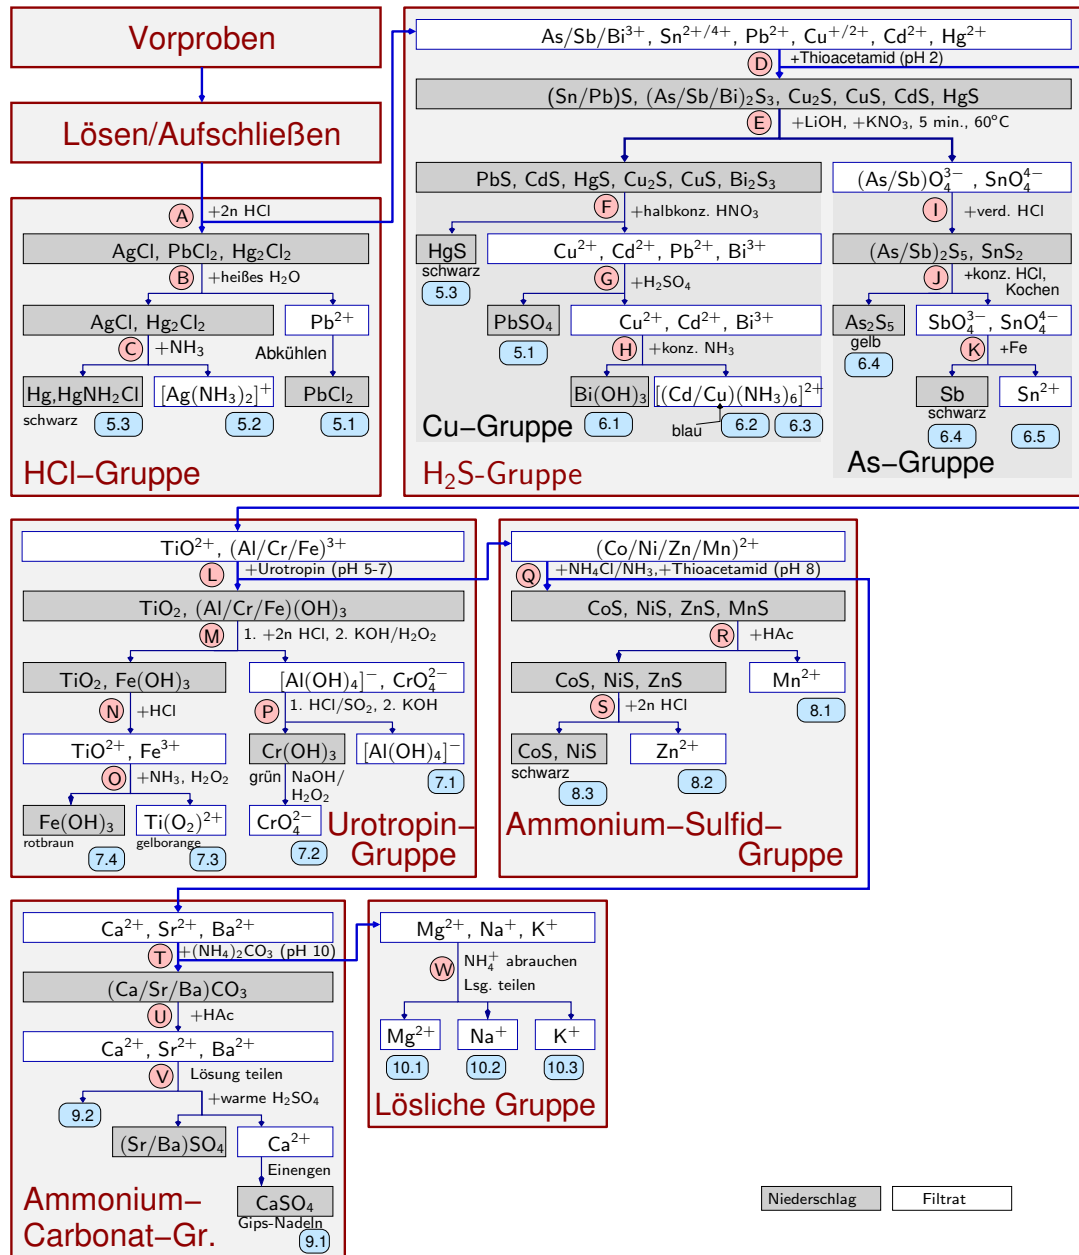 Vorproben
Lösen/Aufschließen
A
+2n HCl
AgCl, PbCl₂, Hg₂Cl₂
B
+heißes H₂O
AgCl, Hg₂Cl₂
Pb²⁺
C
+NH₃
Abkühlen
Hg,HgNH₂Cl
[Ag(NH₃)₂]⁺
PbCl₂
schwarz
5.3
5.2
5.1
HCl–Gruppe
As/Sb/Bi³⁺, Sn²⁺ᐟ⁴⁺, Pb²⁺, Cu⁺ᐟ²⁺, Cd²⁺, Hg²⁺
D
+Thioacetamid (pH 2)
(Sn/Pb)S, (As/Sb/Bi)₂S₃, Cu₂S, CuS, CdS, HgS
E
+LiOH, +KNO₃, 5 min., 60°C
PbS, CdS, HgS, Cu₂S, CuS, Bi₂S₃
(As/Sb)O₄³⁻ , SnO₄⁴⁻
F
+halbkonz. HNO₃
I
+verd. HCl
HgS
Cu²⁺, Cd²⁺, Pb²⁺, Bi³⁺
(As/Sb)₂S₅, SnS₂
schwarz
5.3
G
+H₂SO₄
J
+konz. HCl,
Kochen
PbSO₄
Cu²⁺, Cd²⁺, Bi³⁺
As₂S₅
SbO₄³⁻, SnO₄⁴⁻
gelb
5.1
6.4
H
+konz. NH₃
K
+Fe
Bi(OH)₃
[(Cd/Cu)(NH₃)₆]²⁺
Sb
Sn²⁺
schwarz
6.1
blau
6.2
6.3
6.4
6.5
Cu–Gruppe
As–Gruppe
H₂S-Gruppe
TiO²⁺, (Al/Cr/Fe)³⁺
L
+Urotropin (pH 5-7)
TiO₂, (Al/Cr/Fe)(OH)₃
M
1. +2n HCl, 2. KOH/H₂O₂
TiO₂, Fe(OH)₃
[Al(OH)₄]⁻, CrO₄²⁻
N
+HCl
P
1. HCl/SO₂, 2. KOH
TiO²⁺, Fe³⁺
Cr(OH)₃
[Al(OH)₄]⁻
O
+NH₃, H₂O₂
grün
NaOH/
H₂O₂
7.1
Fe(OH)₃
Ti(O₂)²⁺
CrO₄²⁻
rotbraun
gelborange
7.4
7.3
7.2
Urotropin–
Gruppe
(Co/Ni/Zn/Mn)²⁺
Q
+NH₄Cl/NH₃,+Thioacetamid (pH 8)
CoS, NiS, ZnS, MnS
R
+HAc
CoS, NiS, ZnS
Mn²⁺
8.1
S
+2n HCl
CoS, NiS
Zn²⁺
schwarz
8.3
8.2
Ammonium–Sulfid–
Gruppe
Ca²⁺, Sr²⁺, Ba²⁺
T
+(NH₄)₂CO₃ (pH 10)
(Ca/Sr/Ba)CO₃
U
+HAc
Ca²⁺, Sr²⁺, Ba²⁺
V
Lösung teilen
9.2
+warme H₂SO₄
(Sr/Ba)SO₄
Ca²⁺
Einengen
CaSO₄
Gips-Nadeln
9.1
Ammonium–
Carbonat–Gr.
Mg²⁺, Na⁺, K⁺
W
NH₄⁺ abrauchen
Lsg. teilen
Mg²⁺
Na⁺
K⁺
10.1
10.2
10.3
Lösliche Gruppe
Niederschlag
Filtrat